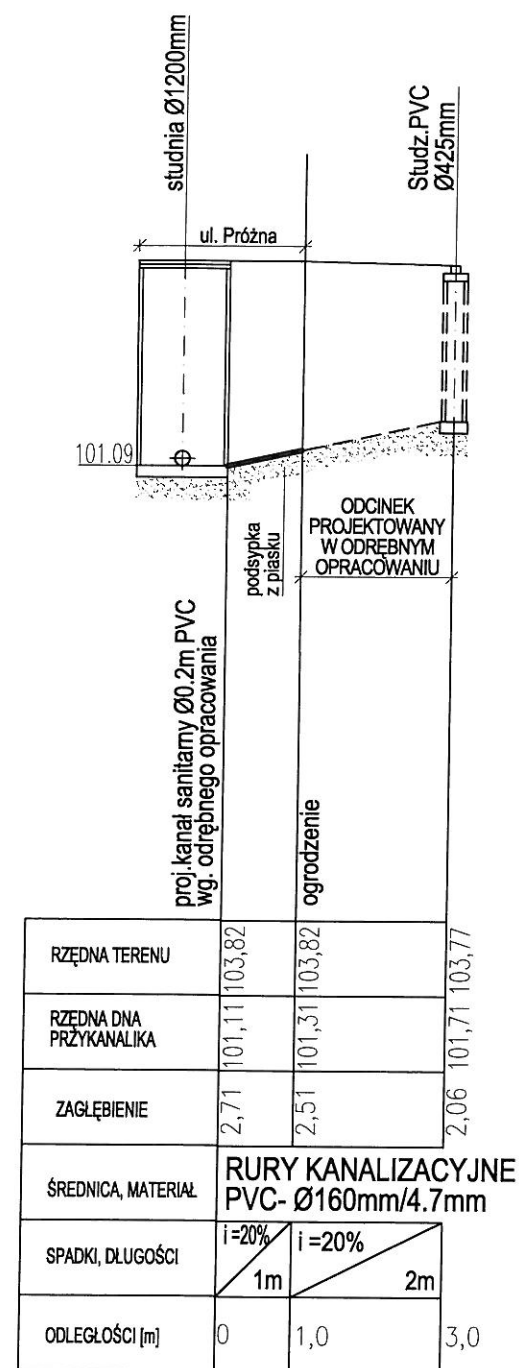 studnia Ø1200mm
Studz.PVC
Ø425mm
ul. Próżna
101.09
podsypka
z piasku
ODCINEK
PROJEKTOWANY
W ODRĘBNYM
OPRACOWANIU
proj.kanał sanitarny Ø0.2m PVC
wg. odrębnego opracowania
ogrodzenie
RZĘDNA TERENU
103,82
103,82
103,77
RZĘDNA DNA
PRZYKANALIKA
101,11
101,31
101,71
ZAGŁĘBIENIE
2,71
2,51
2,06
ŚREDNICA, MATERIAŁ
RURY KANALIZACYJNE
PVC- Ø160mm/4.7mm
SPADKI, DŁUGOŚCI
i=20%
1m
i=20%
2m
ODLEGŁOŚCI [m]
0
1,0
3,0